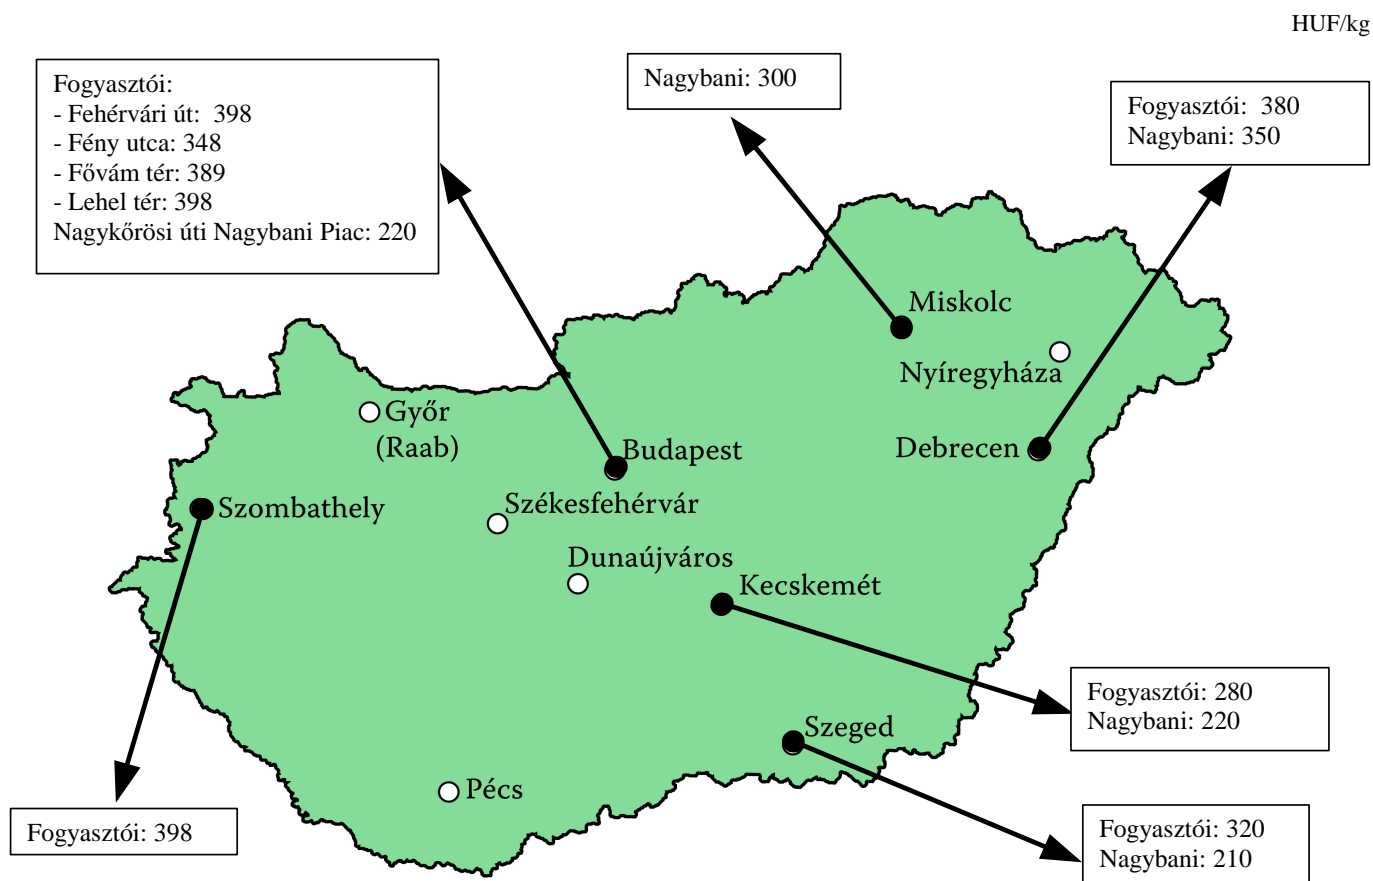 HUF/kg
Fogyasztói:
- Fehérvári út: 398
- Fény utca: 348
- Fővám tér: 389
- Lehel tér: 398
Nagykőrösi úti Nagybani Piac: 220
Nagybani: 300
Fogyasztói: 380
Nagybani: 350
Miskolc
Nyíregyháza
Győr
(Raab)
Budapest
Debrecen
Szombathely
Székesfehérvár
Dunaújváros
Kecskemét
Fogyasztói: 280
Nagybani: 220
Szeged
Pécs
Fogyasztói: 398
Fogyasztói: 320
Nagybani: 210